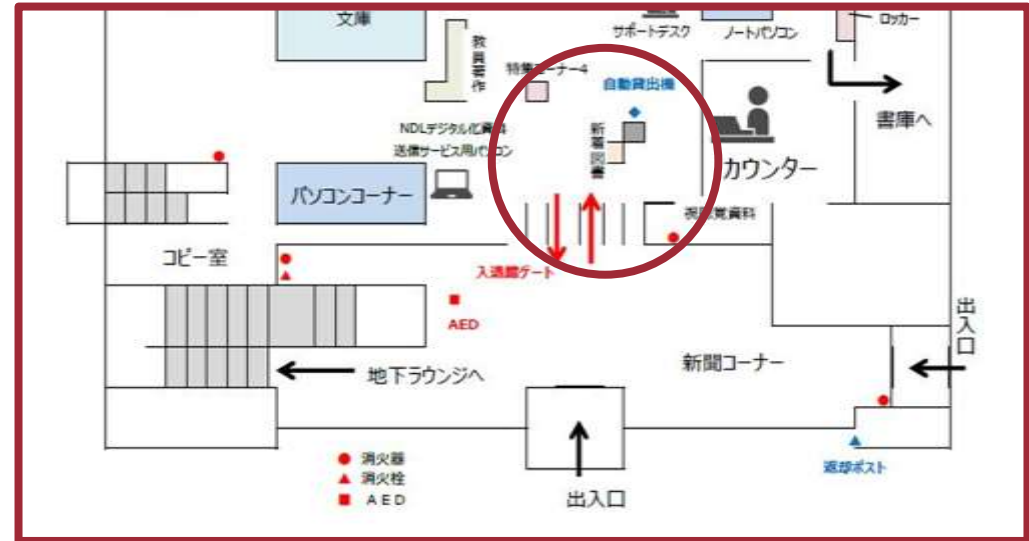 文庫
教員著作
サポートデスク
ノートパソコン
ロッカー
特集コーナー4
自動貸出機
書庫へ
NDLデジタル化資料
送信サービス用パソコン
新着図書
カウンター
パソコンコーナー
視聴覚資料
コピー室
入退館ゲート
AED
出入口
新聞コーナー
地下ラウンジへ
返却ポスト
消火器
消火栓
AED
出入口